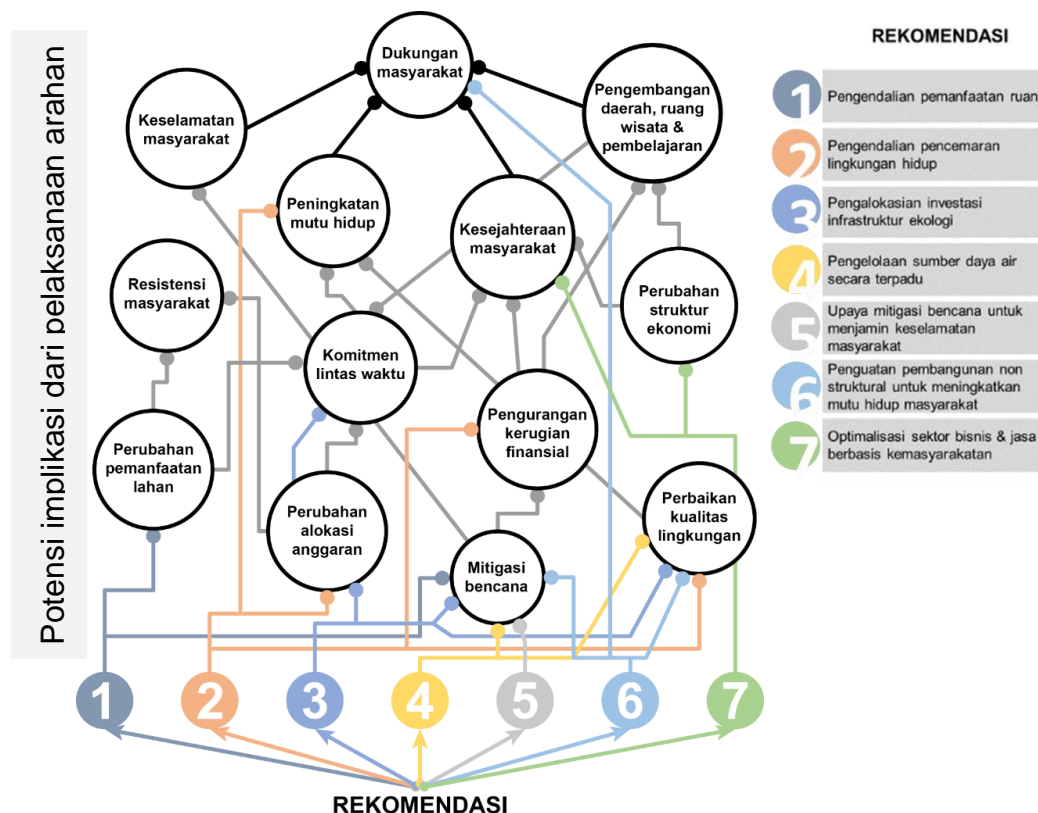 Potensi implikasi dari pelaksanaan arahan
Dukungan
masyarakat
Keselamatan
masyarakat
Pengembangan
daerah, ruang
wisata &
pembelajaran
Peningkatan
mutu hidup
Kesejahteraan
masyarakat
Resistensi
masyarakat
Perubahan
struktur
ekonomi
Komitmen
lintas waktu
Pengurangan
kerugian
finansial
Perubahan
pemanfaatan
lahan
Perubahan
alokasi
anggaran
Perbaikan
kualitas
lingkungan
Mitigasi
bencana
1 2 3 4 5 6 7
REKOMENDASI
REKOMENDASI
1 Pengendalian pemanfaatan ruan
2 Pengendalian pencemaran
lingkungan hidup
3 Pengalokasian investasi
infrastruktur ekologi
4 Pengelolaan sumber daya air
secara terpadu
5 Upaya mitigasi bencana untuk
menjamin keselamatan
masyarakat
6 Penguatan pembangunan non
struktural untuk meningkatkan
mutu hidup masyarakat
7 Optimalisasi sektor bisnis & jasa
berbasis kemasyarakatan